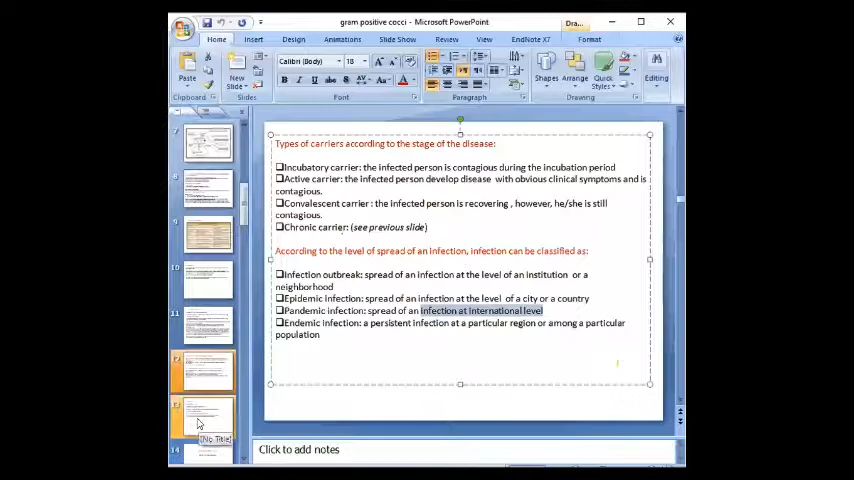 gram positive cocci - Microsoft PowerPoint
Dra...
Home Insert Design Animations Slide Show Review View EndNote X7 Format
Calibri (Body) 18
Paste
New
Slide
Shapes Arrange Quick
Styles
Editing
Clipboard Slides Font Paragraph Drawing
Types of carriers according to the stage of the disease:
Incubatory carrier: the infected person is contagious during the incubation period
Active carrier: the infected person develop disease with obvious clinical symptoms and is
contagious.
Convalescent carrier : the infected person is recovering , however, he/she is still
contagious.
Chronic carrier: (see previous slide)
According to the level of spread of an infection, infection can be classified as:
Infection outbreak: spread of an infection at the level of an institution or a
neighborhood
Epidemic infection: spread of an infection at the level of a city or a country
Pandemic infection: spread of an infection at international level
Endemic infection: a persistent infection at a particular region or among a particular
population
7
8
9
10
11
12
13
[No Title]
14
Click to add notes